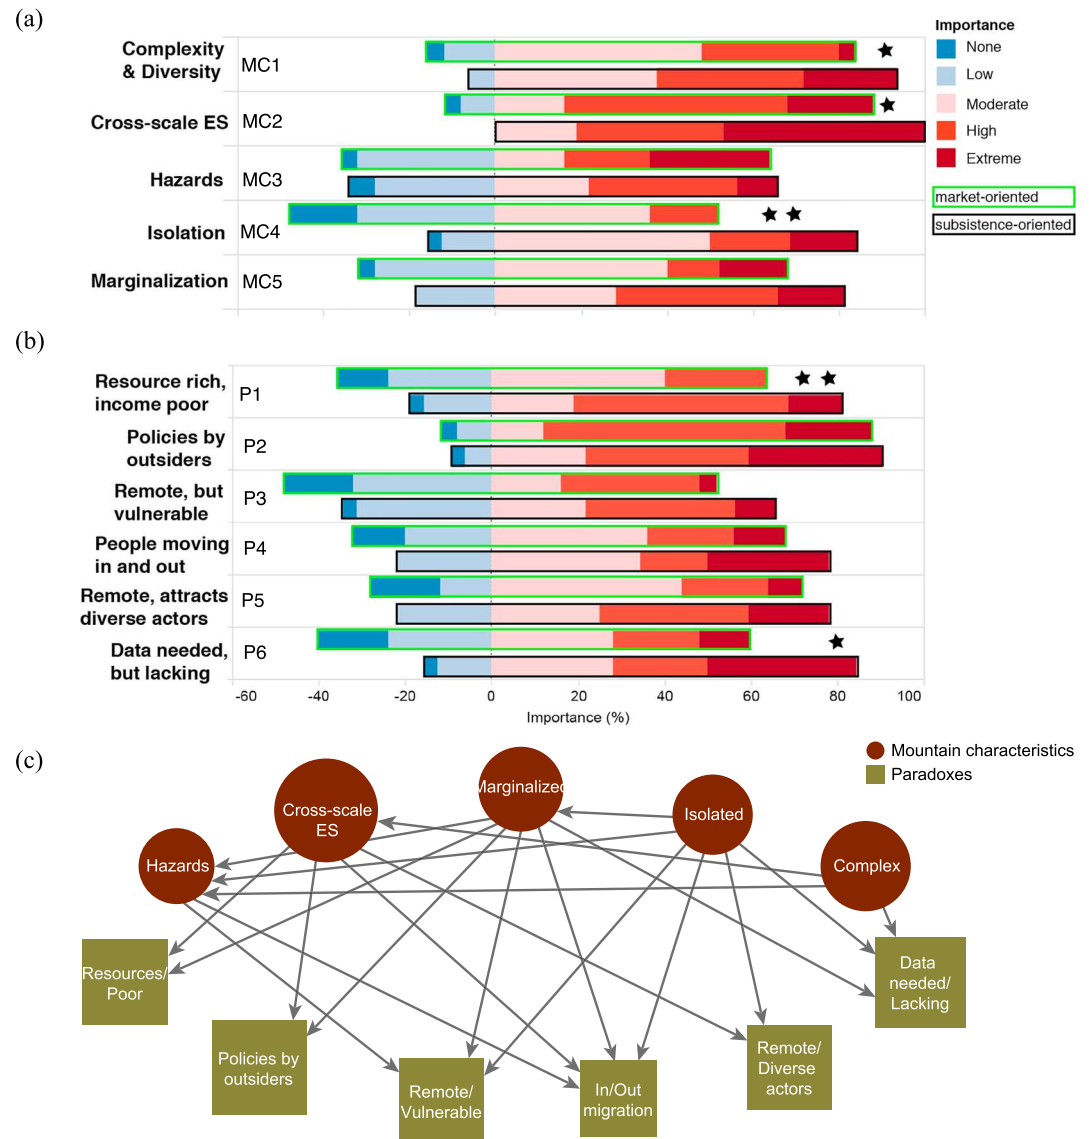 (a)
Importance
None
Low
Moderate
High
Extreme
market-oriented
subsistence-oriented
Complexity
& Diversity
MC1
Cross-scale ES
MC2
Hazards
MC3
Isolation
MC4
Marginalization
MC5
(b)
Resource rich,
income poor
P1
Policies by
outsiders
P2
Remote, but
vulnerable
P3
People moving
in and out
P4
Remote, attracts
diverse actors
P5
Data needed,
but lacking
P6
-60 -40 -20 0 20 40 60 80 100
Importance (%)
(c)
Mountain characteristics
Paradoxes
Hazards
Cross-scale
ES
Marginalized
Isolated
Complex
Resources/
Poor
Policies by
outsiders
Remote/
Vulnerable
In/Out
migration
Remote/
Diverse
actors
Data
needed/
Lacking